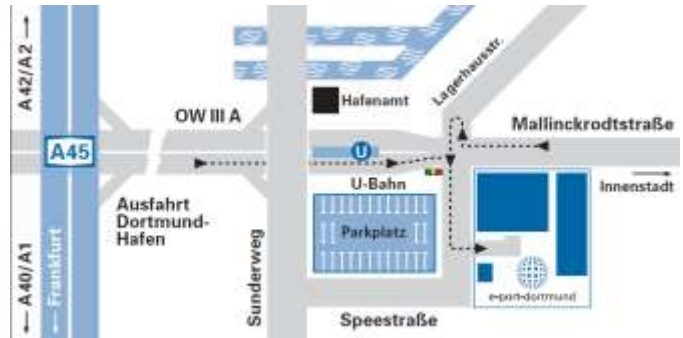 A42/A2 →
OW III A
Hafenamt
Lagerhausstr.
Mallinckrodtstraße
A45
U
U-Bahn
Innenstadt
Ausfahrt
Dortmund-
Hafen
Parkplatz
← A40/A1
← Frankfurt
Sunderweg
e-port-dortmund
Speestraße